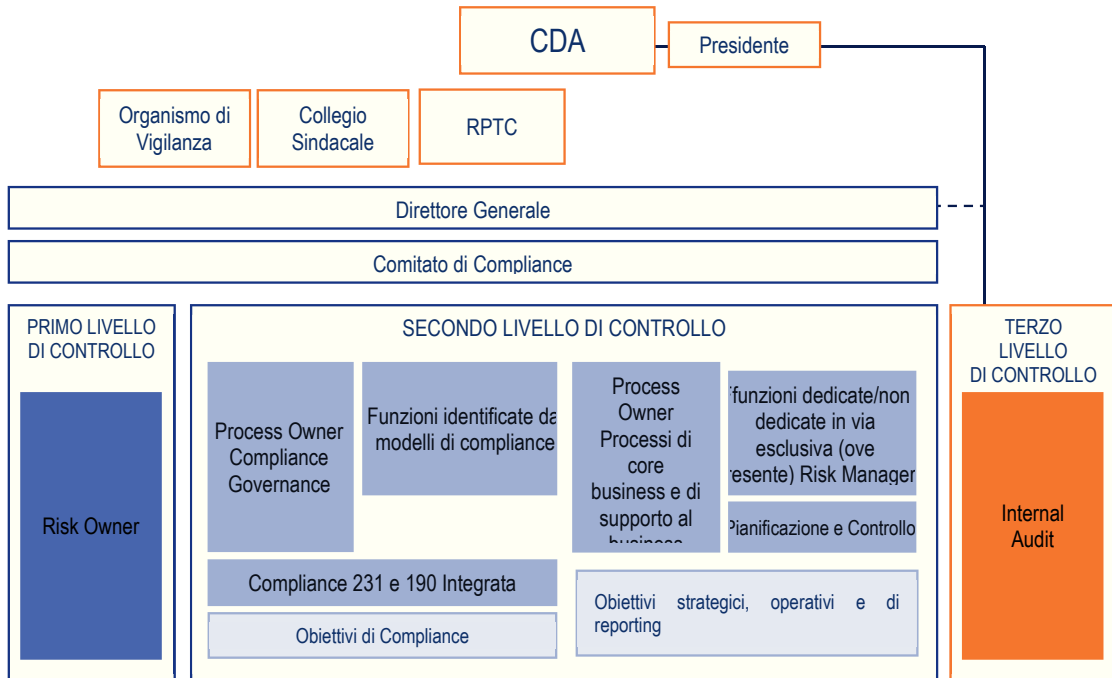 CDA
Presidente
Organismo di
Vigilanza
Collegio
Sindacale
RPTC
Direttore Generale
Comitato di Compliance
PRIMO LIVELLO
DI CONTROLLO
Risk Owner
SECONDO LIVELLO DI CONTROLLO
Process Owner
Compliance
Governance
Funzioni identificate da
modelli di compliance
Compliance 231 e 190 Integrata
Obiettivi di Compliance
Process
Owner
Processi di
core
business e di
supporto al
business
funzioni dedicate/non
dedicate in via
esclusiva (ove
resente) Risk Manager
Pianificazione e Controllo
Obiettivi strategici, operativi e di
reporting
TERZO
LIVELLO
DI CONTROLLO
Internal
Audit